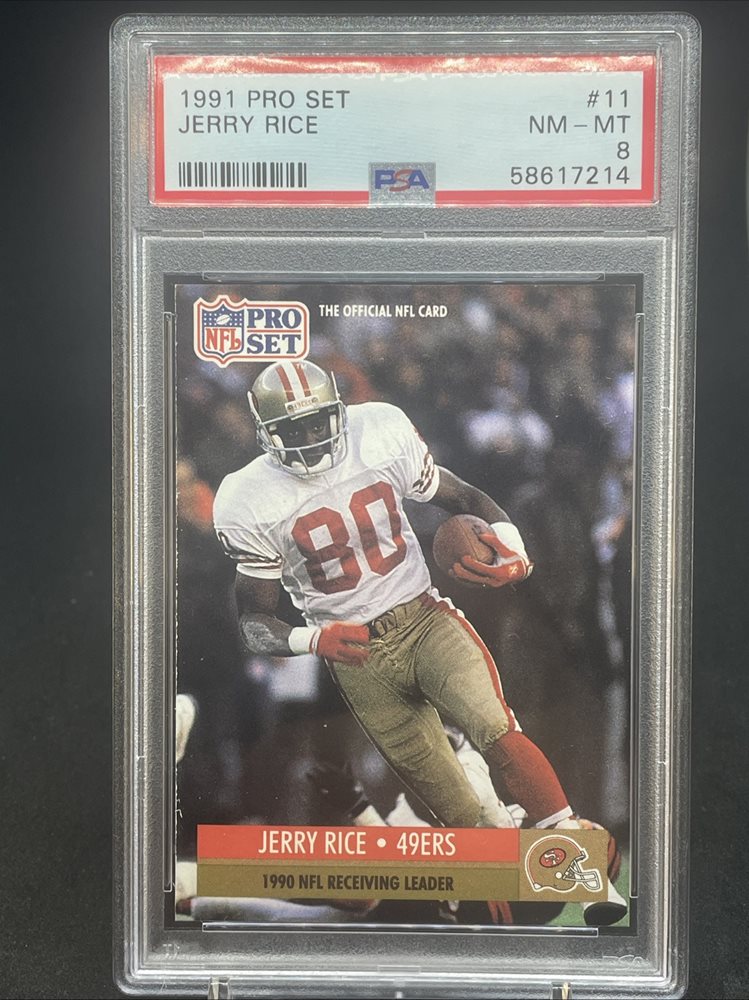 1991 PRO SET #11
JERRY RICE NM - MT
8
PSA 58617214
NFL PRO SET
THE OFFICIAL NFL CARD
80
JERRY RICE • 49ERS
1990 NFL RECEIVING LEADER